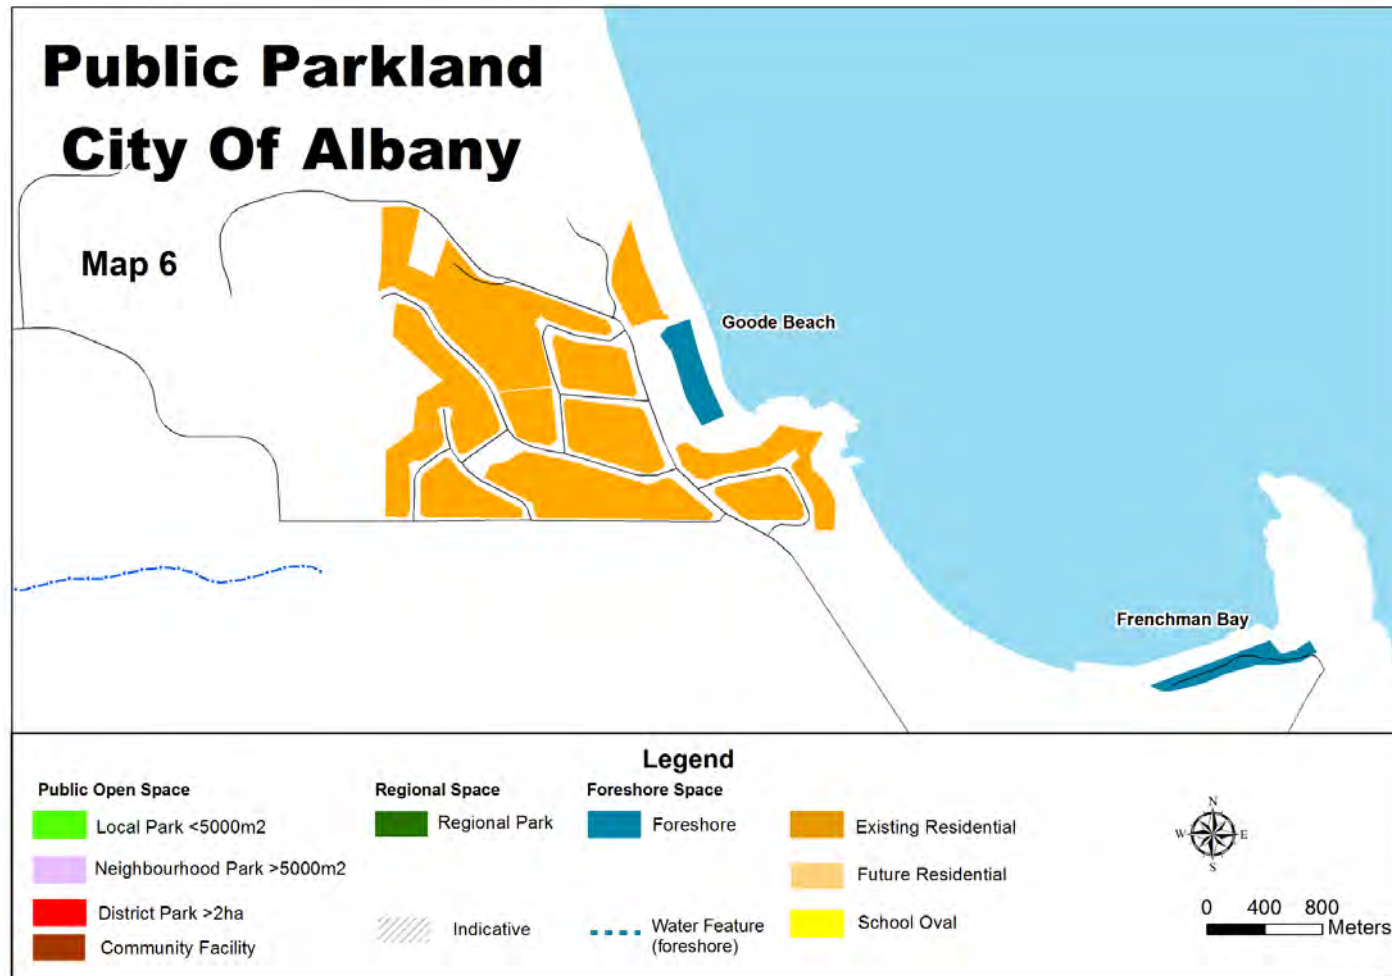 Public Parkland
City Of Albany
Map 6
Goode Beach
Frenchman Bay
Legend
Public Open Space
Local Park <5000m2
Neighbourhood Park >5000m2
District Park >2ha
Community Facility
Regional Space
Regional Park
Indicative
Foreshore Space
Foreshore
Water Feature
(foreshore)
Existing Residential
Future Residential
School Oval
N
W E
S
0 400 800
Meters